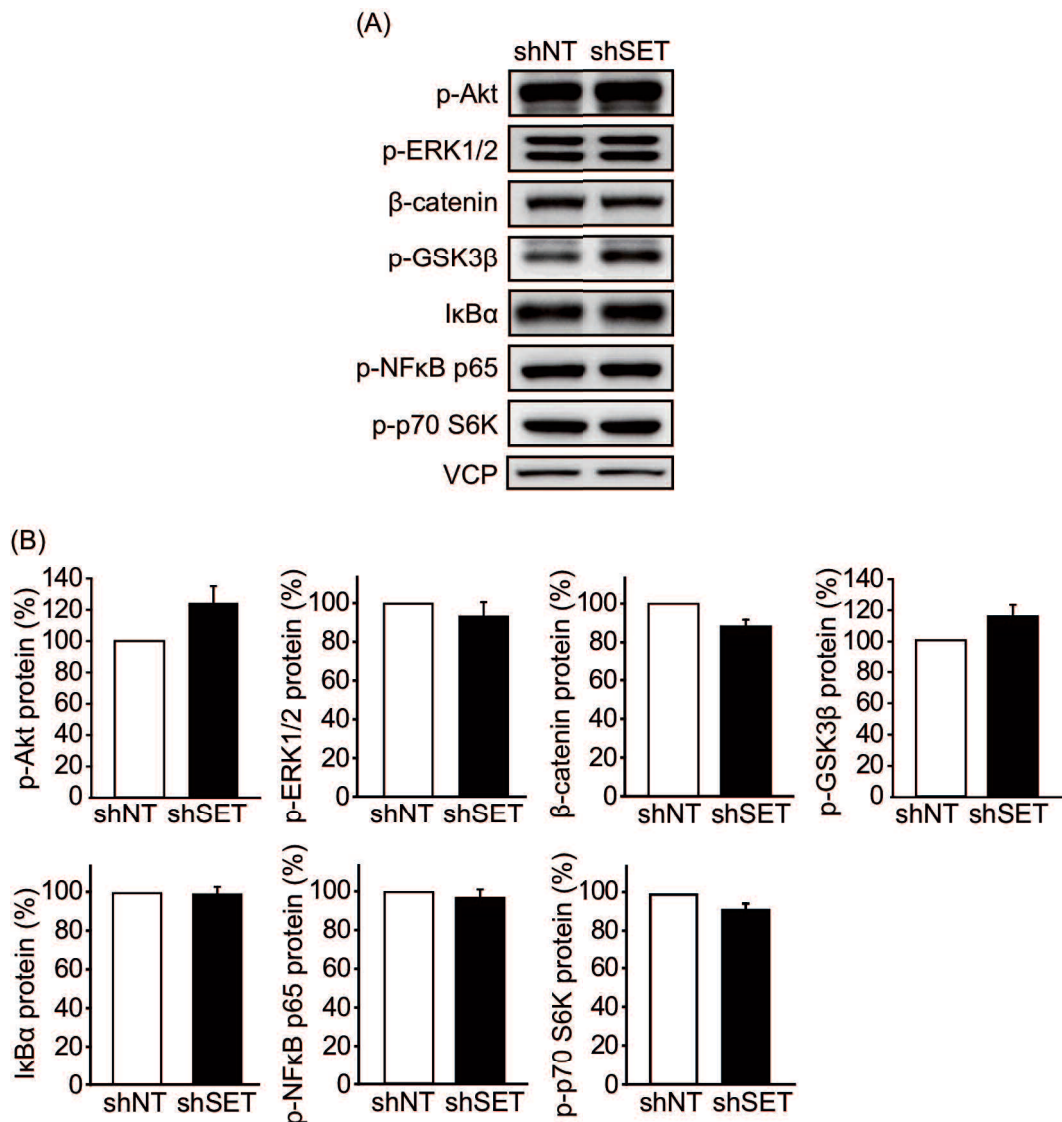 (A)
shNT shSET
p-Akt
p-ERK1/2
β-catenin
p-GSK3β
IκBα
p-NFκB p65
p-p70 S6K
VCP
(B)
p-Akt protein (%)
140
120
100
80
60
40
20
0
shNT shSET
p-ERK1/2 protein (%)
100
80
60
40
20
0
shNT shSET
β-catenin protein (%)
100
80
60
40
20
0
shNT shSET
p-GSK3β protein (%)
140
120
100
80
60
40
20
0
shNT shSET
IκBα protein (%)
100
80
60
40
20
0
shNT shSET
p-NFκB p65 protein (%)
100
80
60
40
20
0
shNT shSET
p-p70 S6K protein (%)
100
80
60
40
20
0
shNT shSET